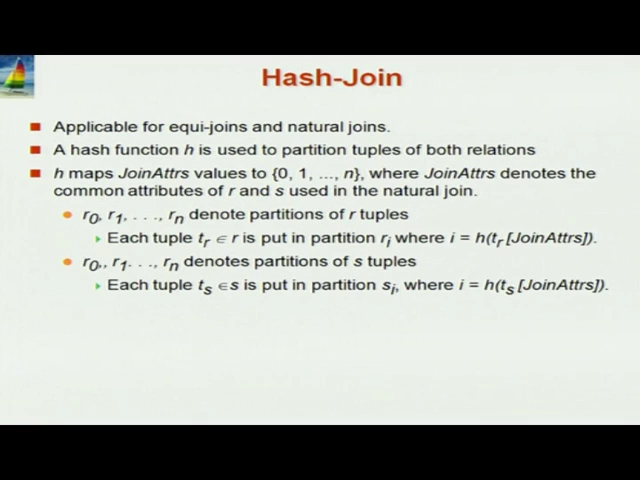 Hash-Join
Applicable for equi-joins and natural joins.
A hash function h is used to partition tuples of both relations
h maps JoinAttrs values to {0, 1, ..., n}, where JoinAttrs denotes the
common attributes of r and s used in the natural join.
r0, r1, . . ., rn denote partitions of r tuples
Each tuple tr ∈ r is put in partition ri where i = h(tr [JoinAttrs]).
r0,, r1. . ., rn denotes partitions of s tuples
Each tuple ts ∈s is put in partition si, where i = h(ts [JoinAttrs]).